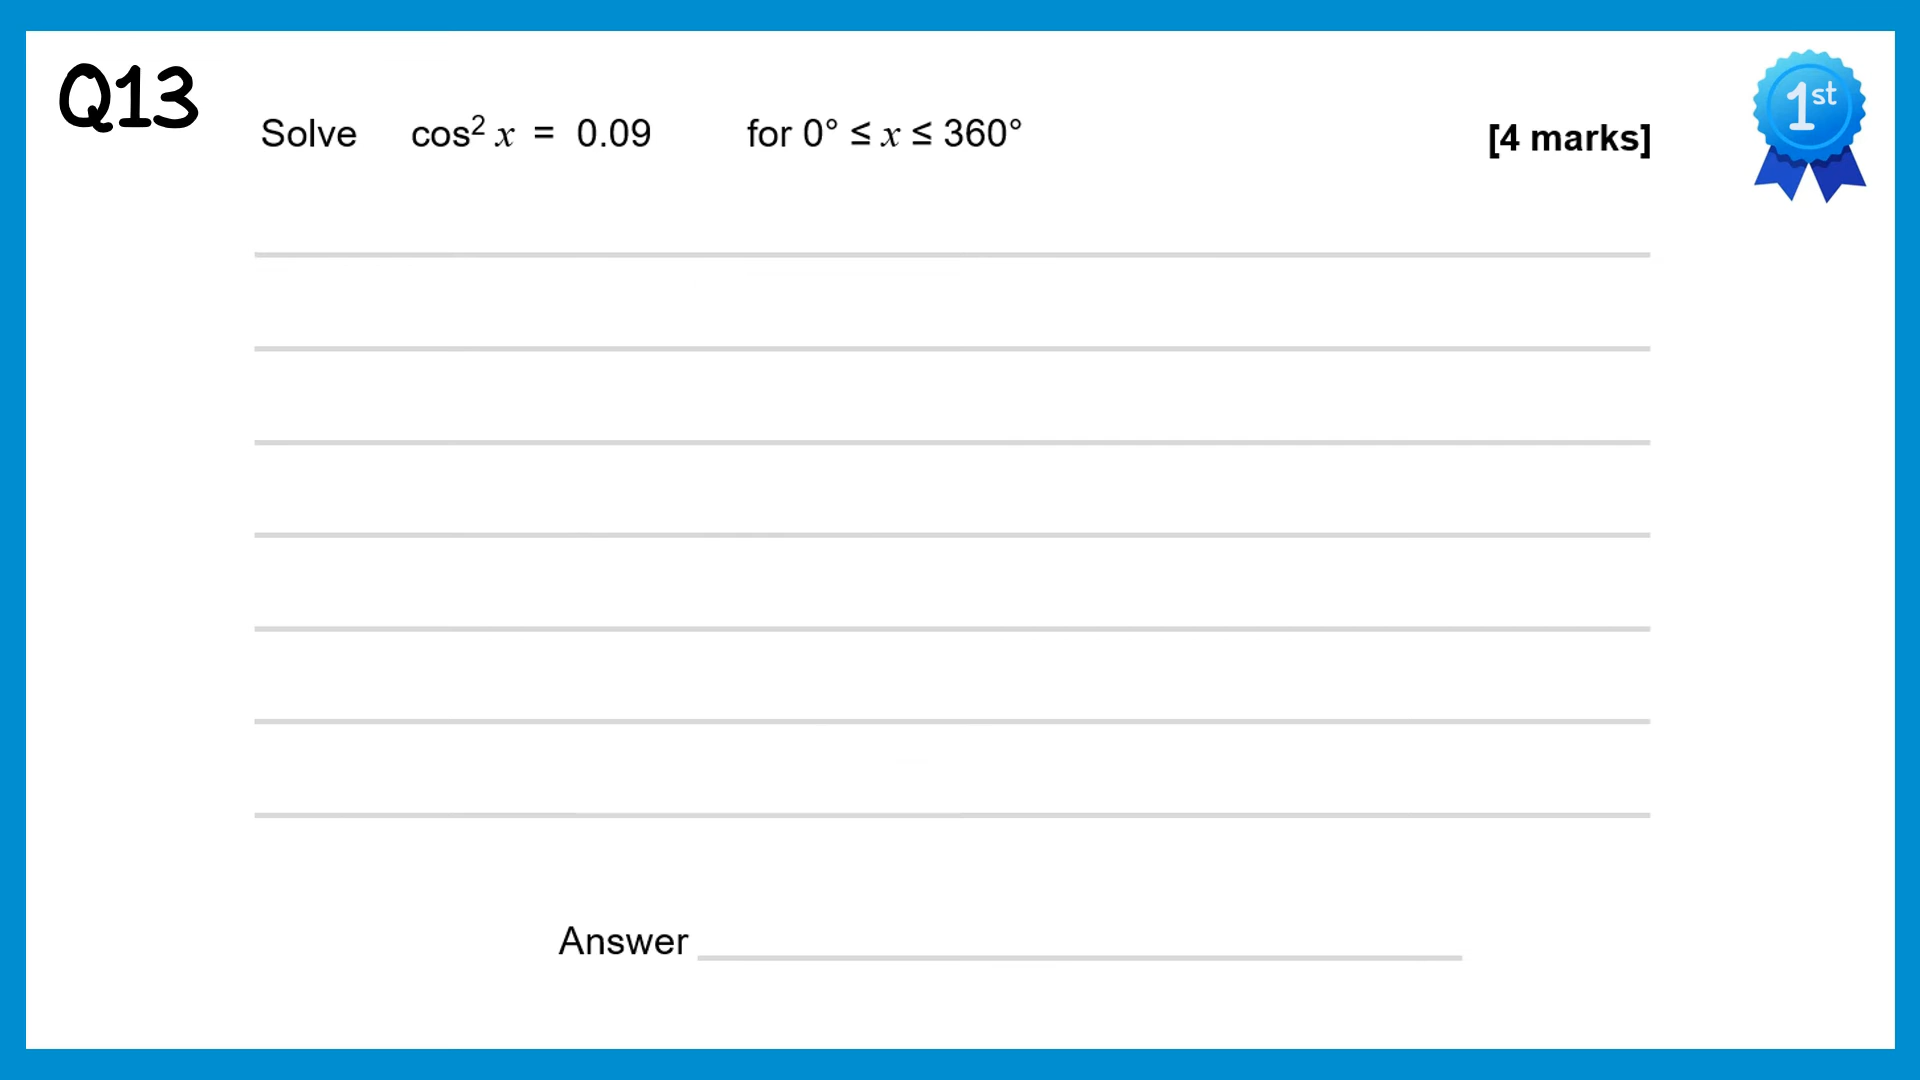 Q13
Solve cos² x = 0.09 for 0° ≤ x ≤ 360° [4 marks]
1st
Answer